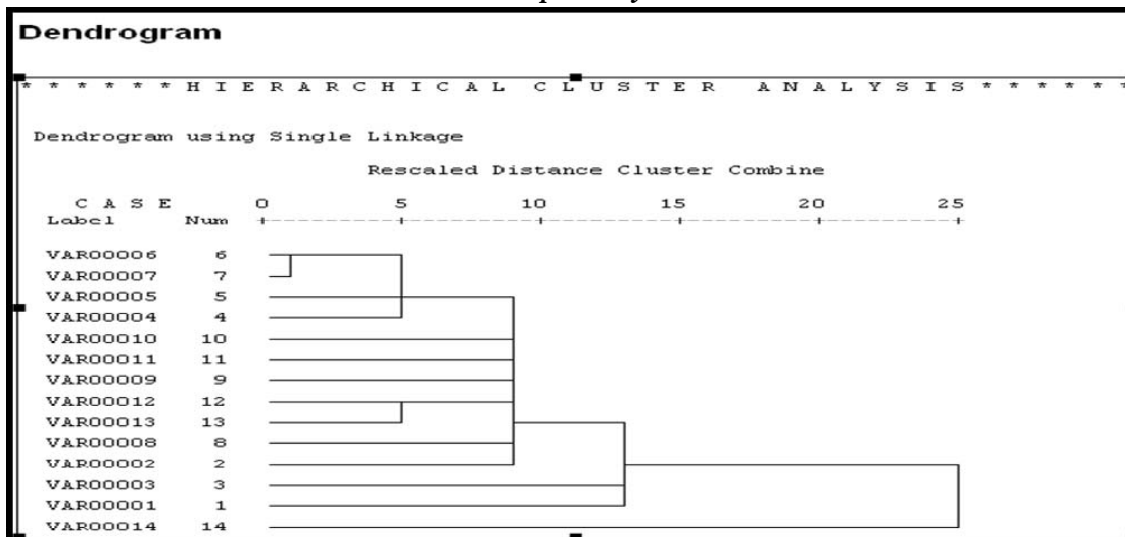 Dendrogram
* * * * * * H I E R A R C H I C A L   C L U S T E R   A N A L Y S I S * * * * * *
Dendrogram using Single Linkage
Rescaled Distance Cluster Combine
C A S E   0   5   10   15   20   25
Label   Num
VAR00006   6
VAR00007   7
VAR00005   5
VAR00004   4
VAR00010   10
VAR00011   11
VAR00009   9
VAR00012   12
VAR00013   13
VAR00008   8
VAR00002   2
VAR00003   3
VAR00001   1
VAR00014   14